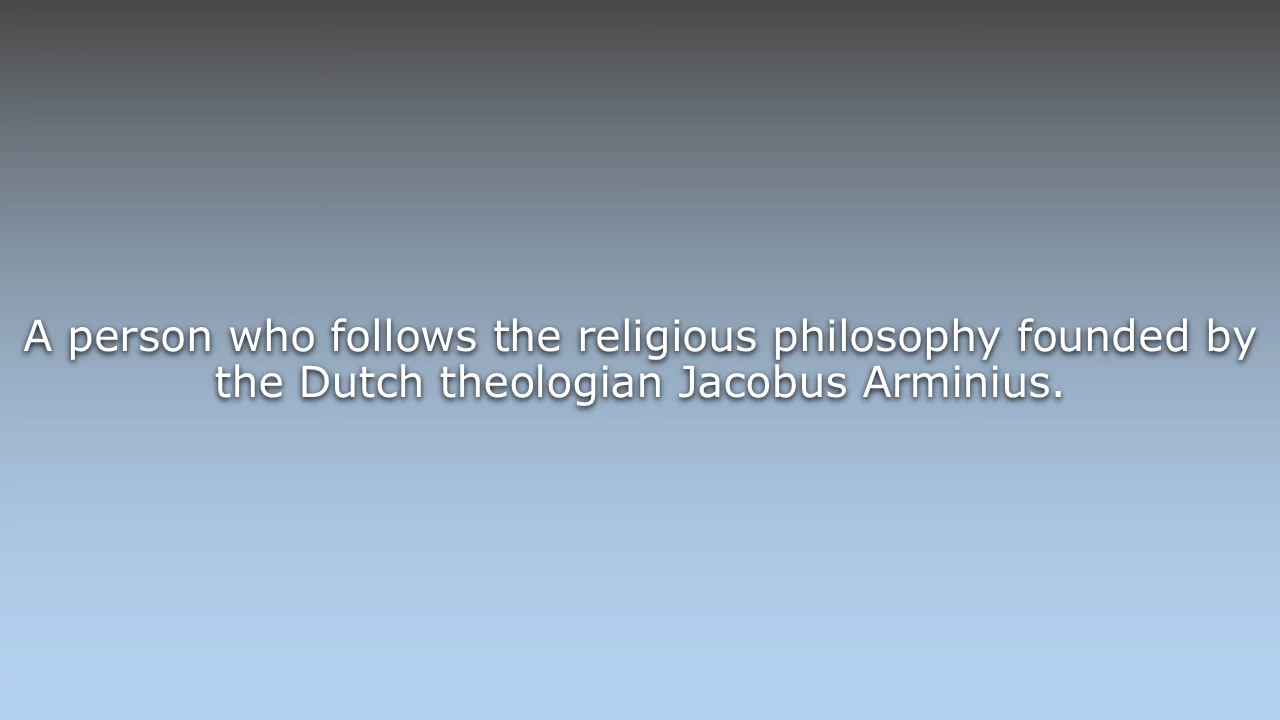 A person who follows the religious philosophy founded by
the Dutch theologian Jacobus Arminius.